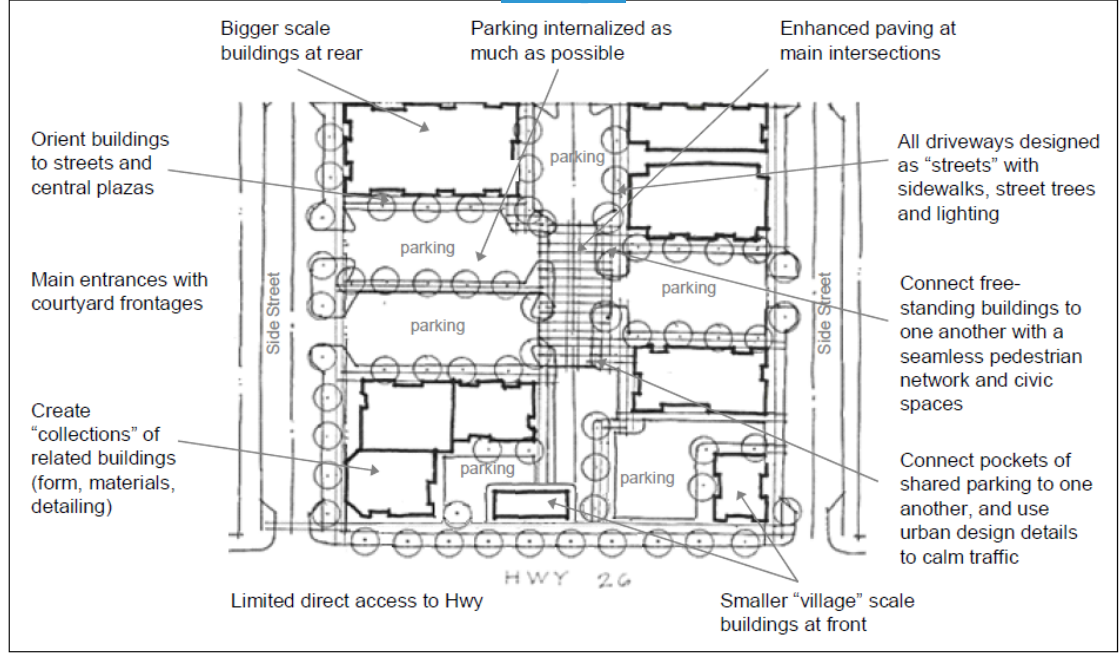 Bigger scale
buildings at rear
Parking internalized as
much as possible
Enhanced paving at
main intersections
Orient buildings
to streets and
central plazas
All driveways designed
as “streets” with
sidewalks, street trees
and lighting
parking
parking
parking
parking
parking
parking
Main entrances with
courtyard frontages
Side Street
Side Street
Connect free-
standing buildings to
one another with a
seamless pedestrian
network and civic
spaces
Create
“collections” of
related buildings
(form, materials,
detailing)
Connect pockets of
shared parking to one
another, and use
urban design details
to calm traffic
HWY 26
Limited direct access to Hwy
Smaller “village” scale
buildings at front